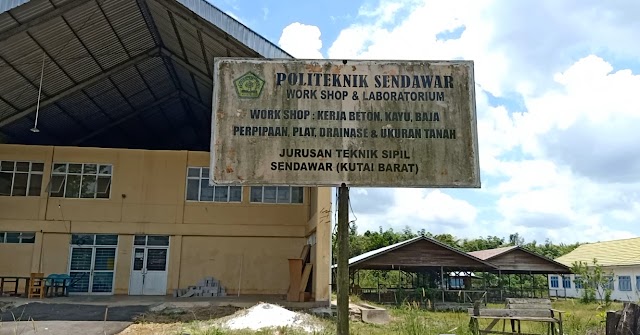 POLITEKNIK SENDAWAR
WORK SHOP & LABORATORIUM
WORK SHOP : KERJA BETON, KAYU, BAJA
PERPIPAAN, PLAT, DRAINASE & UKURAN TANAH
JURUSAN TEKNIK SIPIL
SENDAWAR (KUTAI BARAT)